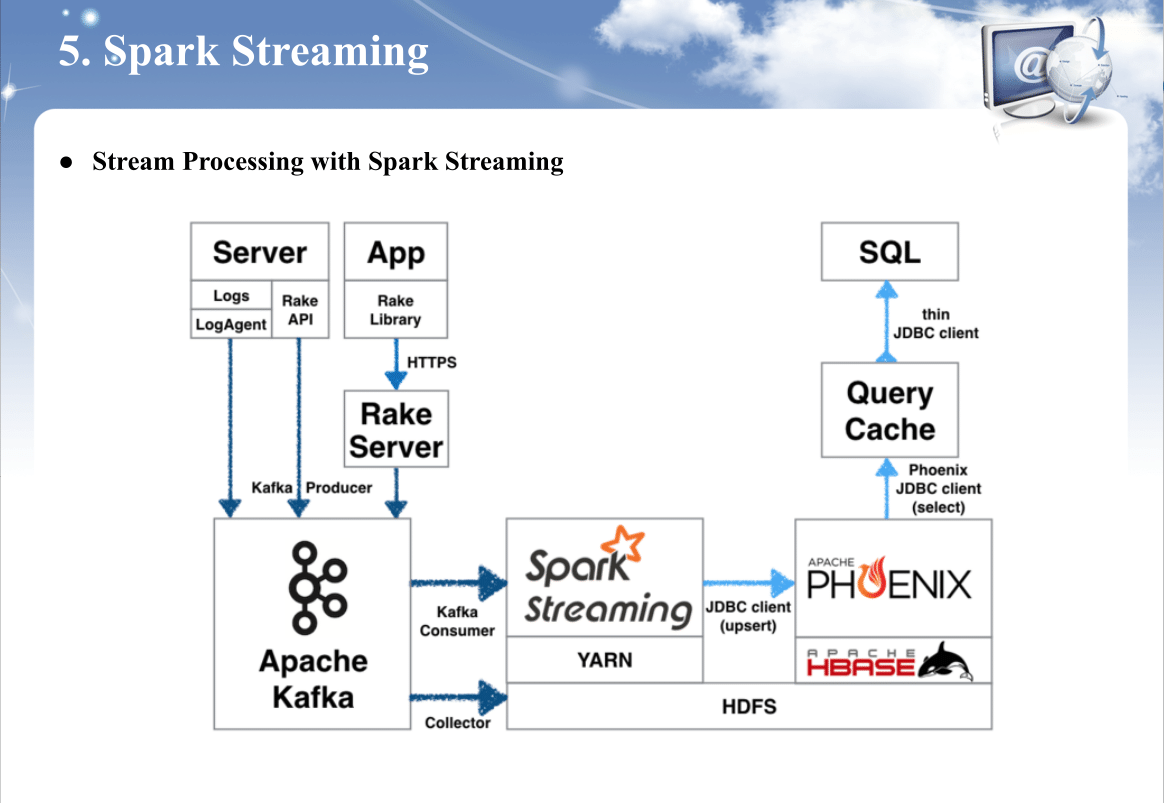 5. Spark Streaming
@
● Stream Processing with Spark Streaming
Server
Logs
LogAgent
Rake
API
App
Rake
Library
HTTPS
Rake
Server
Kafka Producer
Apache
Kafka
Kafka
Consumer
Collector
Spark
Streaming
YARN
HDFS
JDBC client
(upsert)
APACHE
PHOENIX
APACHE
HBASE
Phoenix
JDBC client
(select)
Query
Cache
thin
JDBC client
SQL